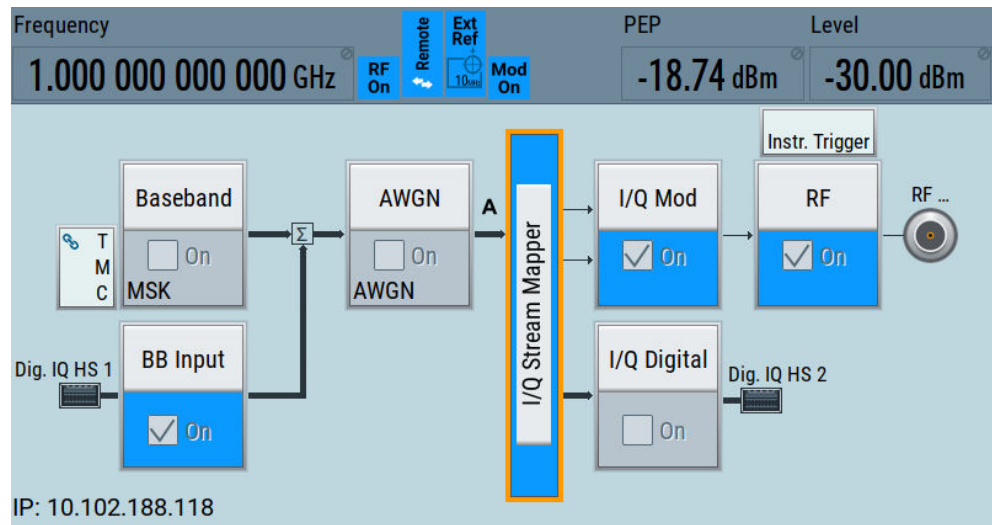 Frequency
1.000 000 000 000 GHz
RF
On
Remote
Ext
Ref
Mod
On
PEP
-18.74 dBm
Level
-30.00 dBm
Instr. Trigger
Baseband
On
MSK
T
M
C
AWGN
On
AWGN
A
I/Q Stream Mapper
I/Q Mod
On
RF
On
RF ...
Σ
Dig. IQ HS 1
BB Input
On
I/Q Digital
On
Dig. IQ HS 2
IP: 10.102.188.118